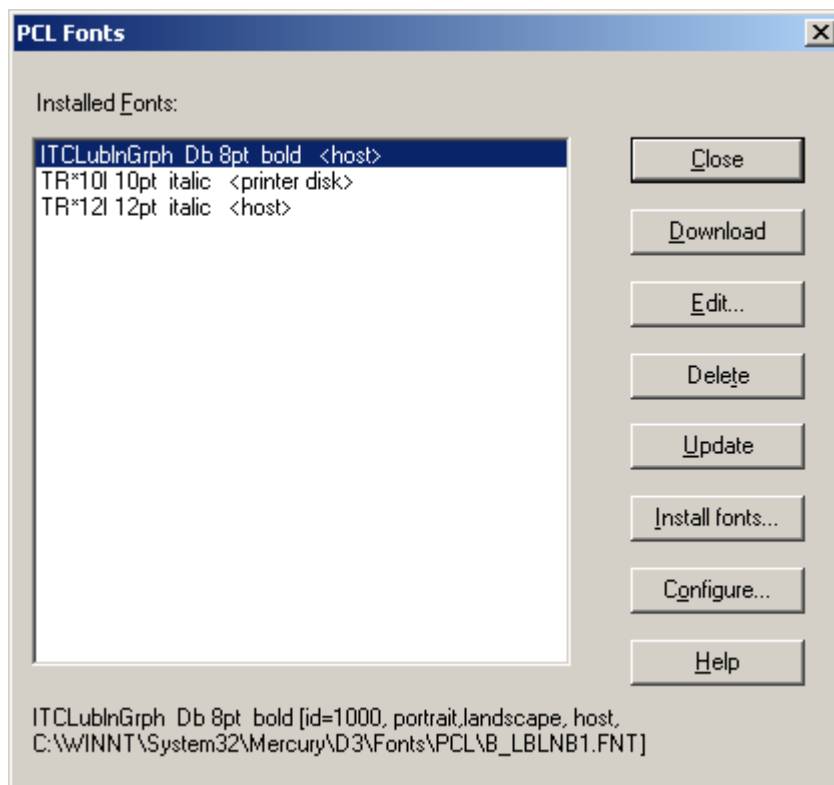 PCL Fonts
Installed Fonts:
ITCLublnGrph Db 8pt bold <host>
TR*10I 10pt italic <printer disk>
TR*12I 12pt italic <host>
Close
Download
Edit...
Delete
Update
Install fonts...
Configure...
Help
ITCLublnGrph Db 8pt bold [id=1000, portrait,landscape, host,
C:\WINNT\System32\Mercury\D3\Fonts\PCL\B_LBLNB1.FNT]